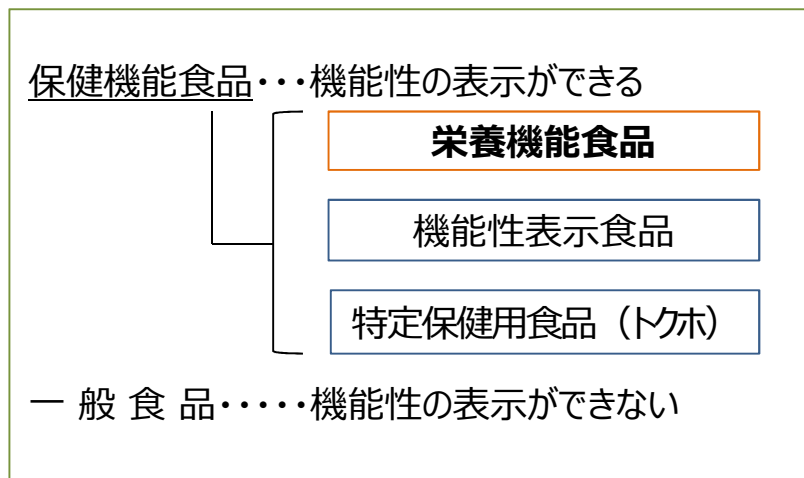 保健機能食品・・・機能性の表示ができる
栄養機能食品
機能性表示食品
特定保健用食品（トクホ）
一 般 食 品・・・・・機能性の表示ができない